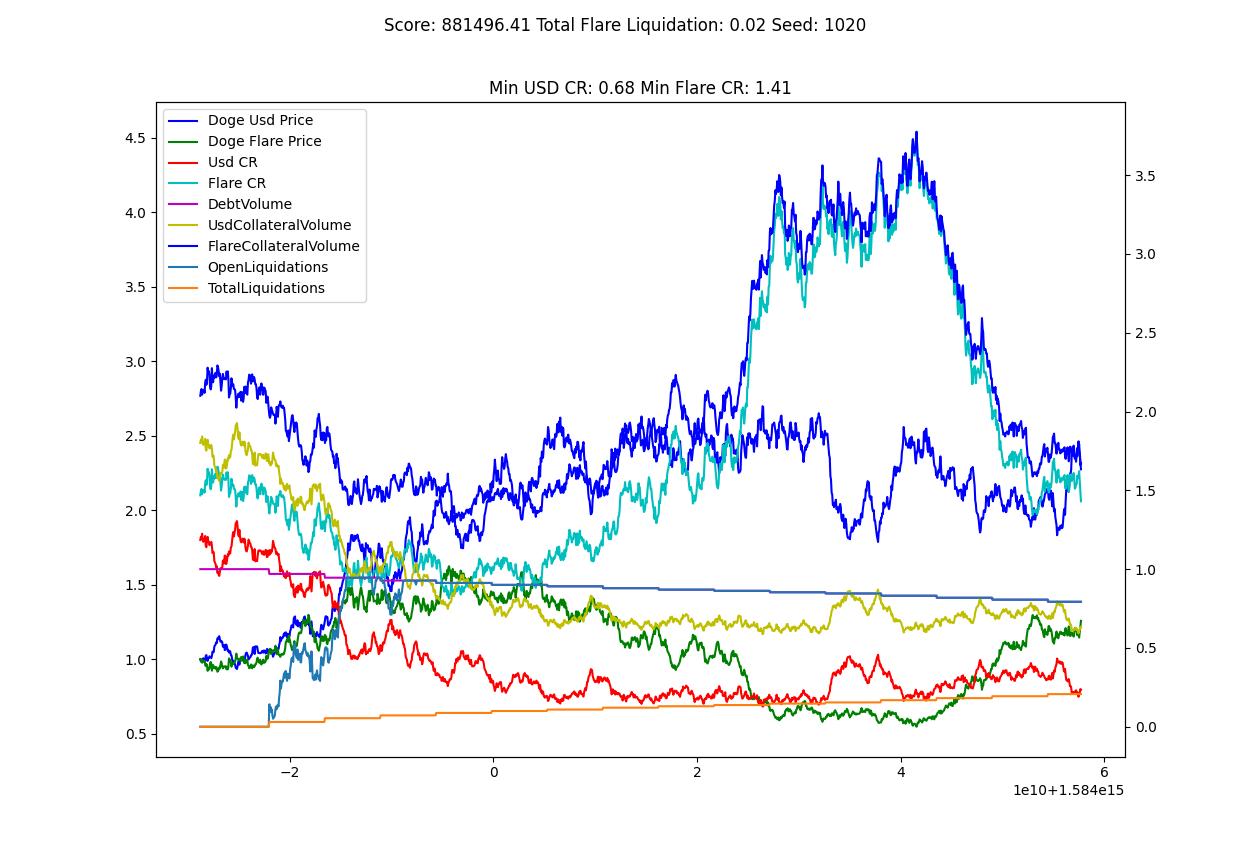 Score: 881496.41 Total Flare Liquidation: 0.02 Seed: 1020
Min USD CR: 0.68 Min Flare CR: 1.41
Doge Usd Price
Doge Flare Price
Usd CR
Flare CR
DebtVolume
UsdCollateralVolume
FlareCollateralVolume
OpenLiquidations
TotalLiquidations
4.5
4.0
3.5
3.0
2.5
2.0
1.5
1.0
0.5
3.5
3.0
2.5
2.0
1.5
1.0
0.5
0.0
−2 0 2 4 6
1e10+1.584e15